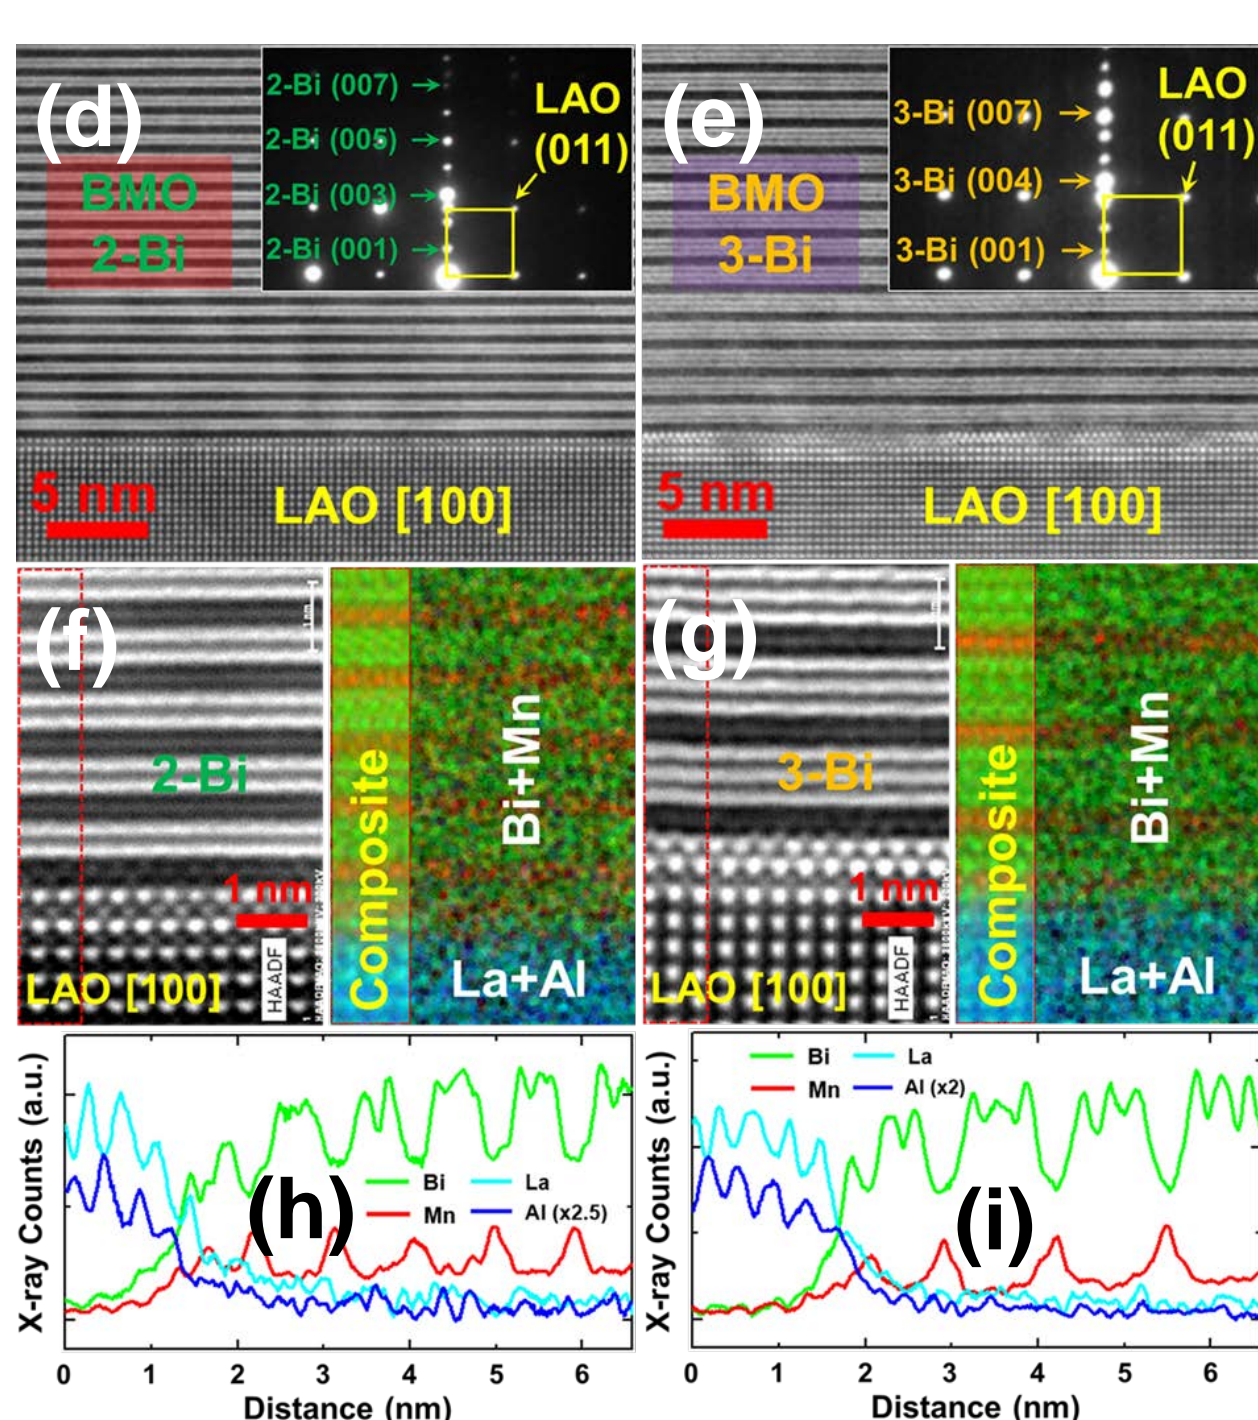 (d)
BMO
2-Bi
2-Bi (007)
2-Bi (005)
2-Bi (003)
2-Bi (001)
LAO
(011)
5 nm
LAO [100]
(e)
BMO
3-Bi
3-Bi (007)
3-Bi (004)
3-Bi (001)
LAO
(011)
5 nm
LAO [100]
(f)
2-Bi
1 nm
LAO [100]
HAADF
Composite
Bi+Mn
La+Al
(g)
3-Bi
1 nm
LAO [100]
HAADF
Composite
Bi+Mn
La+Al
X-ray Counts (a.u.)
(h)
Bi
La
Mn
Al (x2.5)
0 1 2 3 4 5 6
Distance (nm)
X-ray Counts (a.u.)
Bi
La
Mn
Al (x2)
(i)
0 1 2 3 4 5 6
Distance (nm)